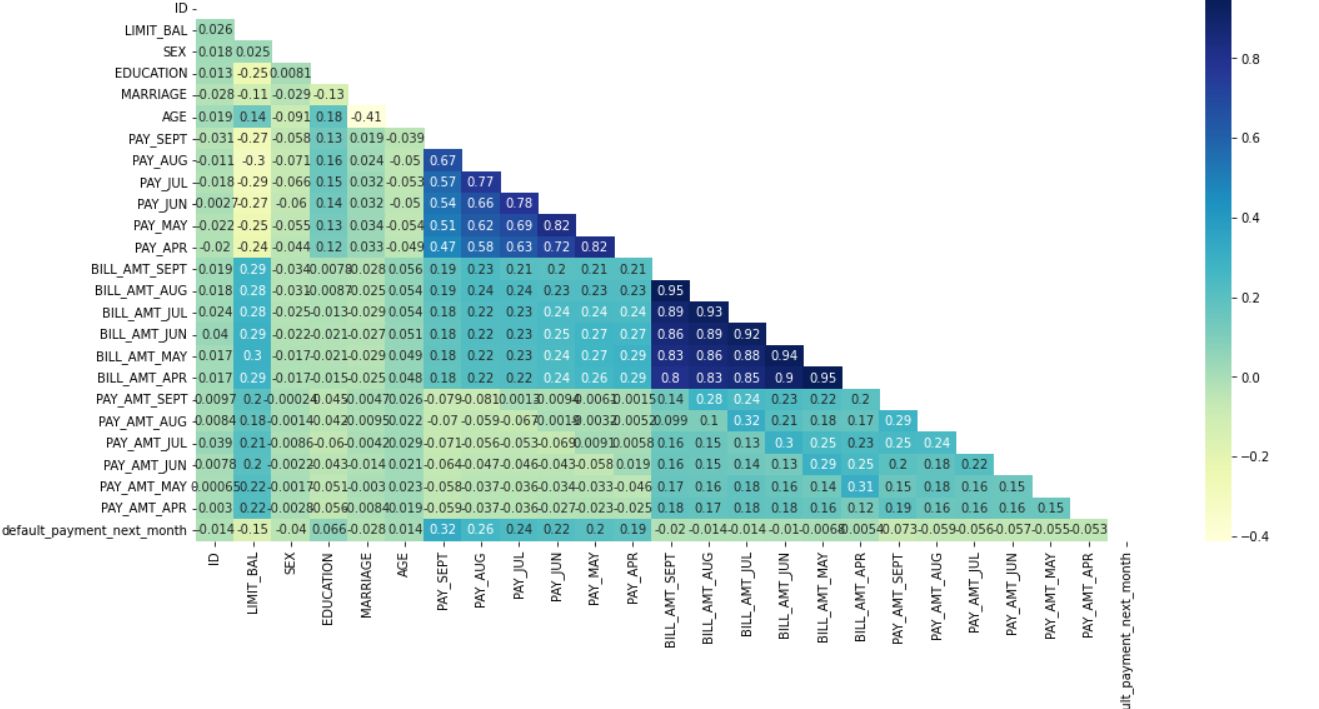 ID
LIMIT_BAL 0.026
SEX 0.018 0.025
EDUCATION 0.013 -0.25 0.0081
MARRIAGE -0.028 -0.11 -0.029 -0.13
AGE 0.019 0.14 -0.091 0.18 -0.41
PAY_SEPT -0.031 -0.27 -0.058 0.13 0.019 -0.039
PAY_AUG -0.011 -0.3 -0.071 0.16 0.024 -0.05 0.67
PAY_JUL -0.018 -0.29 -0.066 0.15 0.032 -0.053 0.57 0.77
PAY_JUN -0.0027 -0.27 -0.06 0.14 0.032 -0.05 0.54 0.66 0.78
PAY_MAY -0.022 -0.25 -0.055 0.13 0.034 -0.054 0.51 0.62 0.69 0.82
PAY_APR -0.02 -0.24 -0.044 0.12 0.033 -0.049 0.47 0.58 0.63 0.72 0.82
BILL_AMT_SEPT 0.019 0.29 -0.034 0.0078 -0.028 0.056 0.19 0.23 0.21 0.2 0.21 0.21
BILL_AMT_AUG 0.018 0.28 -0.031 0.0087 -0.025 0.054 0.19 0.24 0.24 0.23 0.23 0.23 0.95
BILL_AMT_JUL 0.024 0.28 -0.025 -0.013 -0.029 0.054 0.18 0.22 0.23 0.24 0.24 0.24 0.89 0.93
BILL_AMT_JUN 0.04 0.29 -0.022 -0.021 -0.027 0.051 0.18 0.22 0.23 0.25 0.27 0.27 0.86 0.89 0.92
BILL_AMT_MAY 0.017 0.3 -0.017 -0.021 -0.029 0.049 0.18 0.22 0.23 0.24 0.27 0.29 0.83 0.86 0.88 0.94
BILL_AMT_APR 0.017 0.29 -0.017 -0.015 -0.025 0.048 0.18 0.22 0.22 0.24 0.26 0.29 0.8 0.83 0.85 0.9 0.95
PAY_AMT_SEPT 0.0097 0.2 -0.00024 -0.045 -0.0047 0.026 -0.079 -0.081 0.0013 -0.0094 -0.0061 0.0015 0.14 0.28 0.24 0.23 0.22 0.2
PAY_AMT_AUG 0.0084 0.18 -0.0014 -0.042 -0.0095 0.022 -0.07 -0.059 -0.067 -0.0032 -0.0052 0.099 0.1 0.32 0.21 0.18 0.17 0.29
PAY_AMT_JUL 0.039 0.21 -0.0086 -0.06 -0.0042 0.029 -0.071 -0.056 -0.053 -0.069 0.0091 0.0058 0.16 0.15 0.13 0.3 0.25 0.23 0.25 0.24
PAY_AMT_JUN 0.0078 0.2 -0.0022 -0.043 -0.014 0.021 -0.064 -0.047 -0.046 -0.043 -0.058 0.019 0.16 0.15 0.14 0.13 0.29 0.25 0.2 0.18 0.22
PAY_AMT_MAY 0.00065 0.22 -0.0017 -0.051 -0.003 0.023 -0.058 -0.037 -0.036 -0.034 -0.033 -0.046 0.17 0.16 0.18 0.16 0.14 0.31 0.15 0.18 0.16 0.15
PAY_AMT_APR 0.003 0.22 -0.0028 -0.056 -0.0084 0.019 -0.059 -0.037 -0.036 -0.027 -0.023 -0.025 0.18 0.17 0.18 0.18 0.16 0.12 0.19 0.16 0.16 0.16 0.15
default_payment_next_month -0.014 -0.15 -0.04 0.066 -0.028 0.014 0.32 0.26 0.24 0.22 0.2 0.19 -0.02 -0.014 -0.014 -0.01 -0.0068 0.0054 -0.073 -0.059 -0.056 -0.057 -0.055 -0.053
ID
LIMIT_BAL
SEX
EDUCATION
MARRIAGE
AGE
PAY_SEPT
PAY_AUG
PAY_JUL
PAY_JUN
PAY_MAY
PAY_APR
BILL_AMT_SEPT
BILL_AMT_AUG
BILL_AMT_JUL
BILL_AMT_JUN
BILL_AMT_MAY
BILL_AMT_APR
PAY_AMT_SEPT
PAY_AMT_AUG
PAY_AMT_JUL
PAY_AMT_JUN
PAY_AMT_MAY
PAY_AMT_APR
ult_payment_next_month
0.8
0.6
0.4
0.2
0.0
−0.2
−0.4